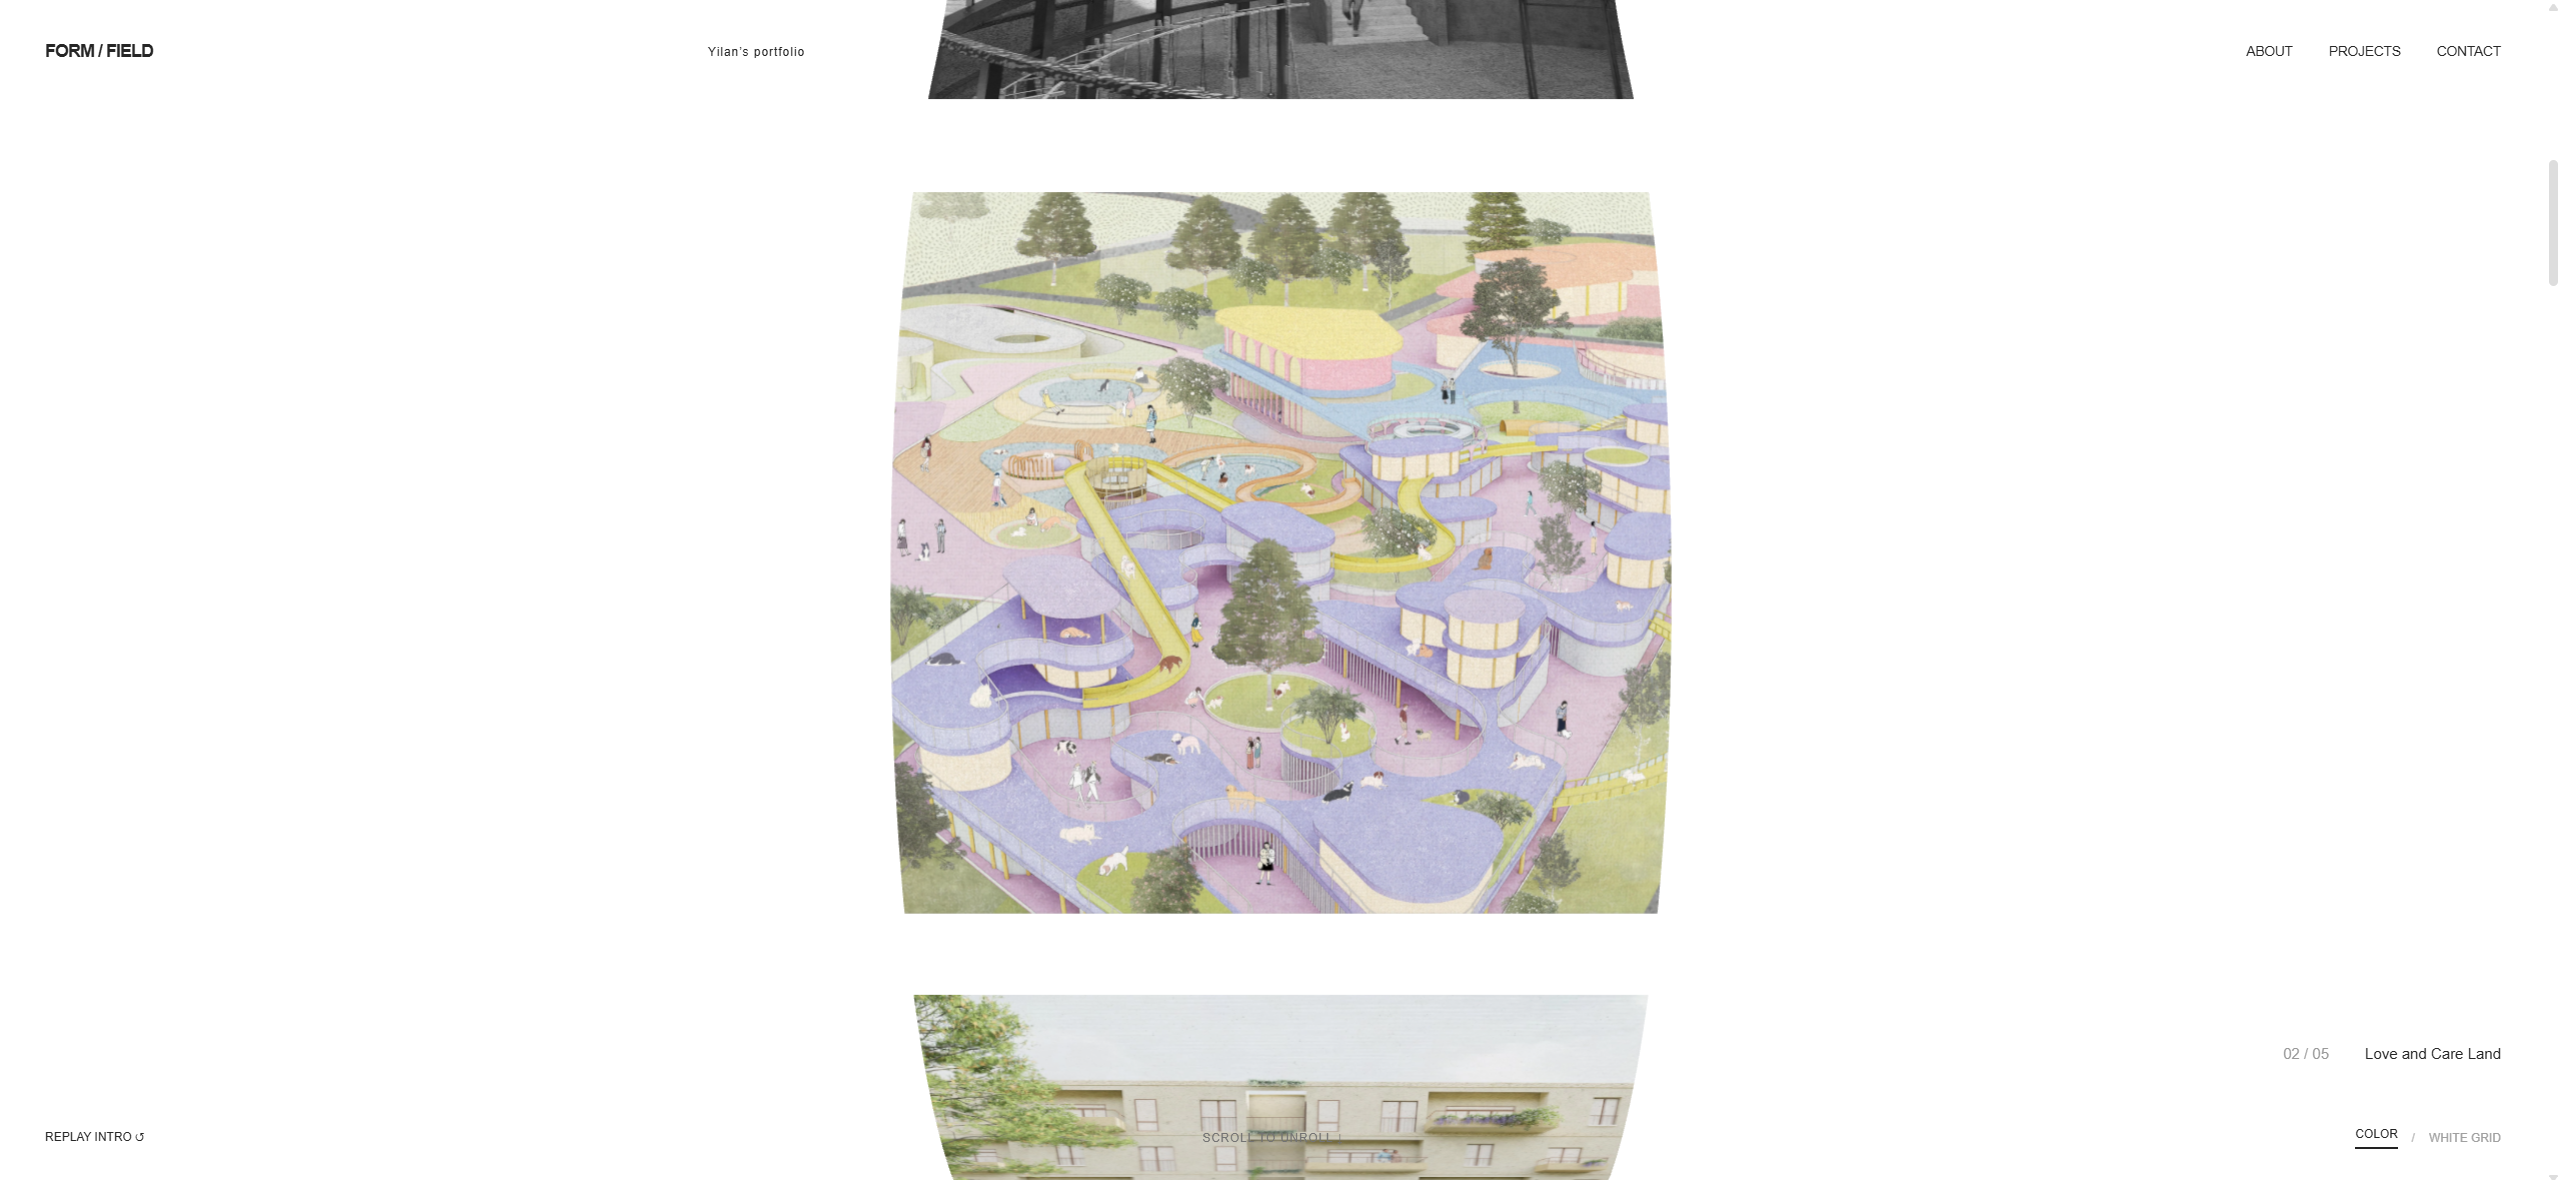 FORM / FIELD
Yilan's portfolio
ABOUT
PROJECTS
CONTACT
02 / 05
Love and Care Land
REPLAY INTRO ↺
SCROLL TO UNROLL ↓
COLOR / WHITE GRID